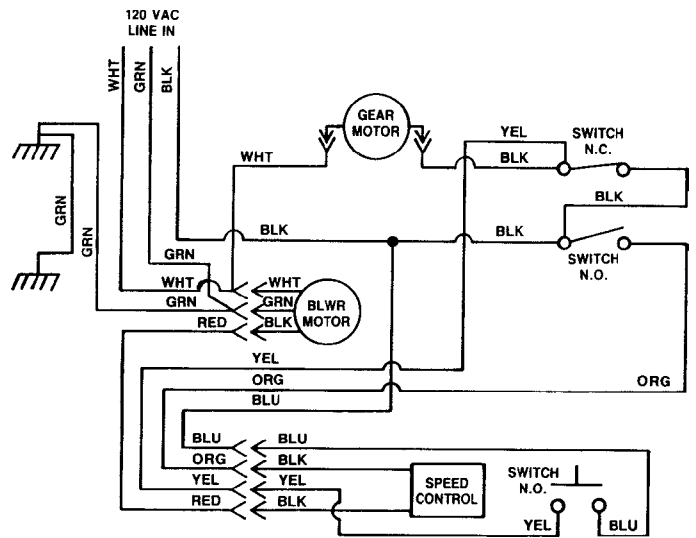 120 VAC
LINE IN
WHT
GRN
BLK
GEAR
MOTOR
WHT
YEL
BLK
SWITCH
N.C.
BLK
BLK
BLK
SWITCH
N.O.
GRN
GRN
GRN
WHT
WHT
GRN
GRN
RED
BLK
BLWR
MOTOR
YEL
ORG
ORG
BLU
BLU
BLU
ORG
BLK
YEL
YEL
RED
BLK
SPEED
CONTROL
SWITCH
N.O.
YEL
BLU